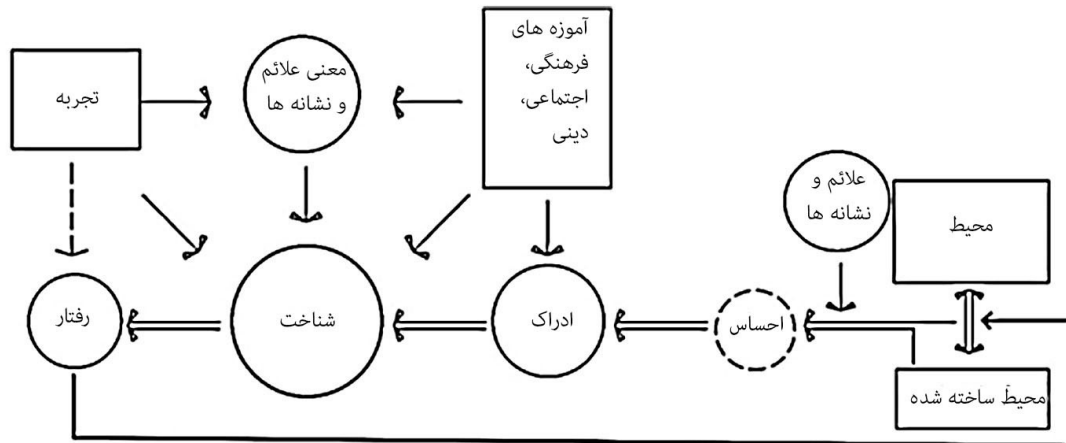 آموزه های
فرهنگی،
اجتماعی،
دینی
معنی علائم
و نشانه ها
تجربه
علائم و
نشانه ها
محیط
محیط ساخته شده
احساس
ادراک
شناخت
رفتار